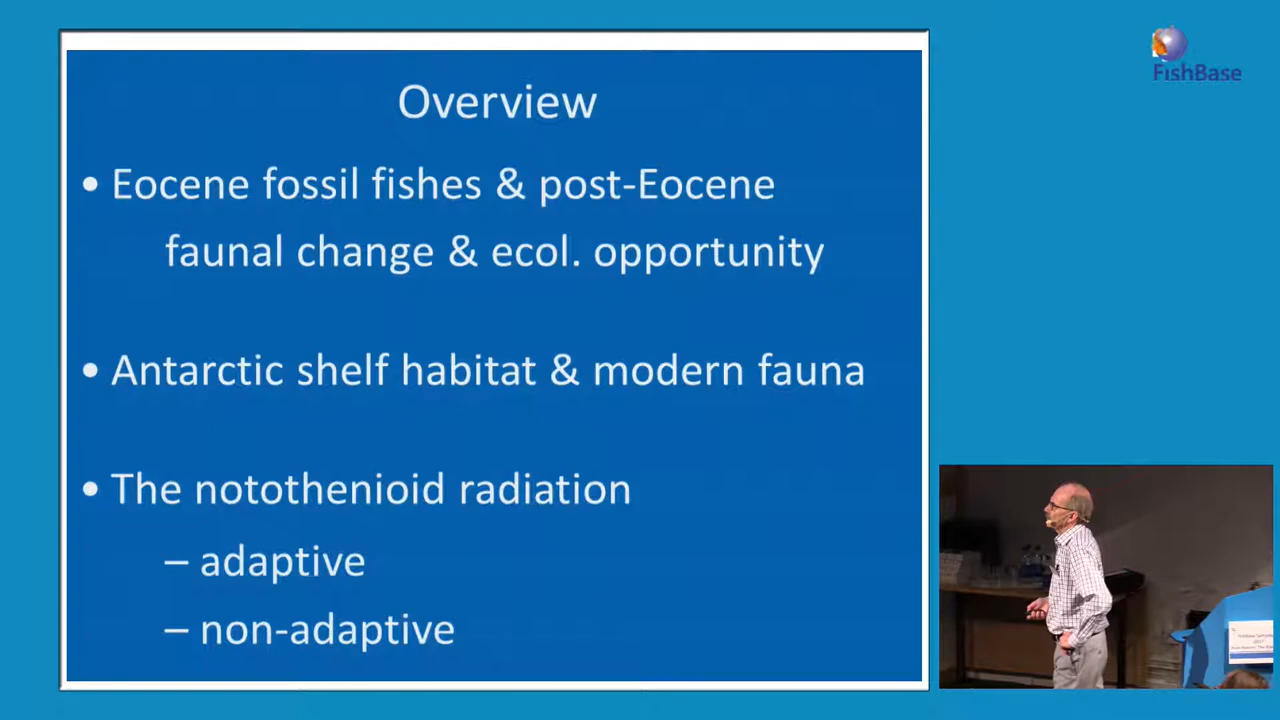 FishBase
Overview
• Eocene fossil fishes & post-Eocene
faunal change & ecol. opportunity
• Antarctic shelf habitat & modern fauna
• The notothenioid radiation
– adaptive
– non-adaptive